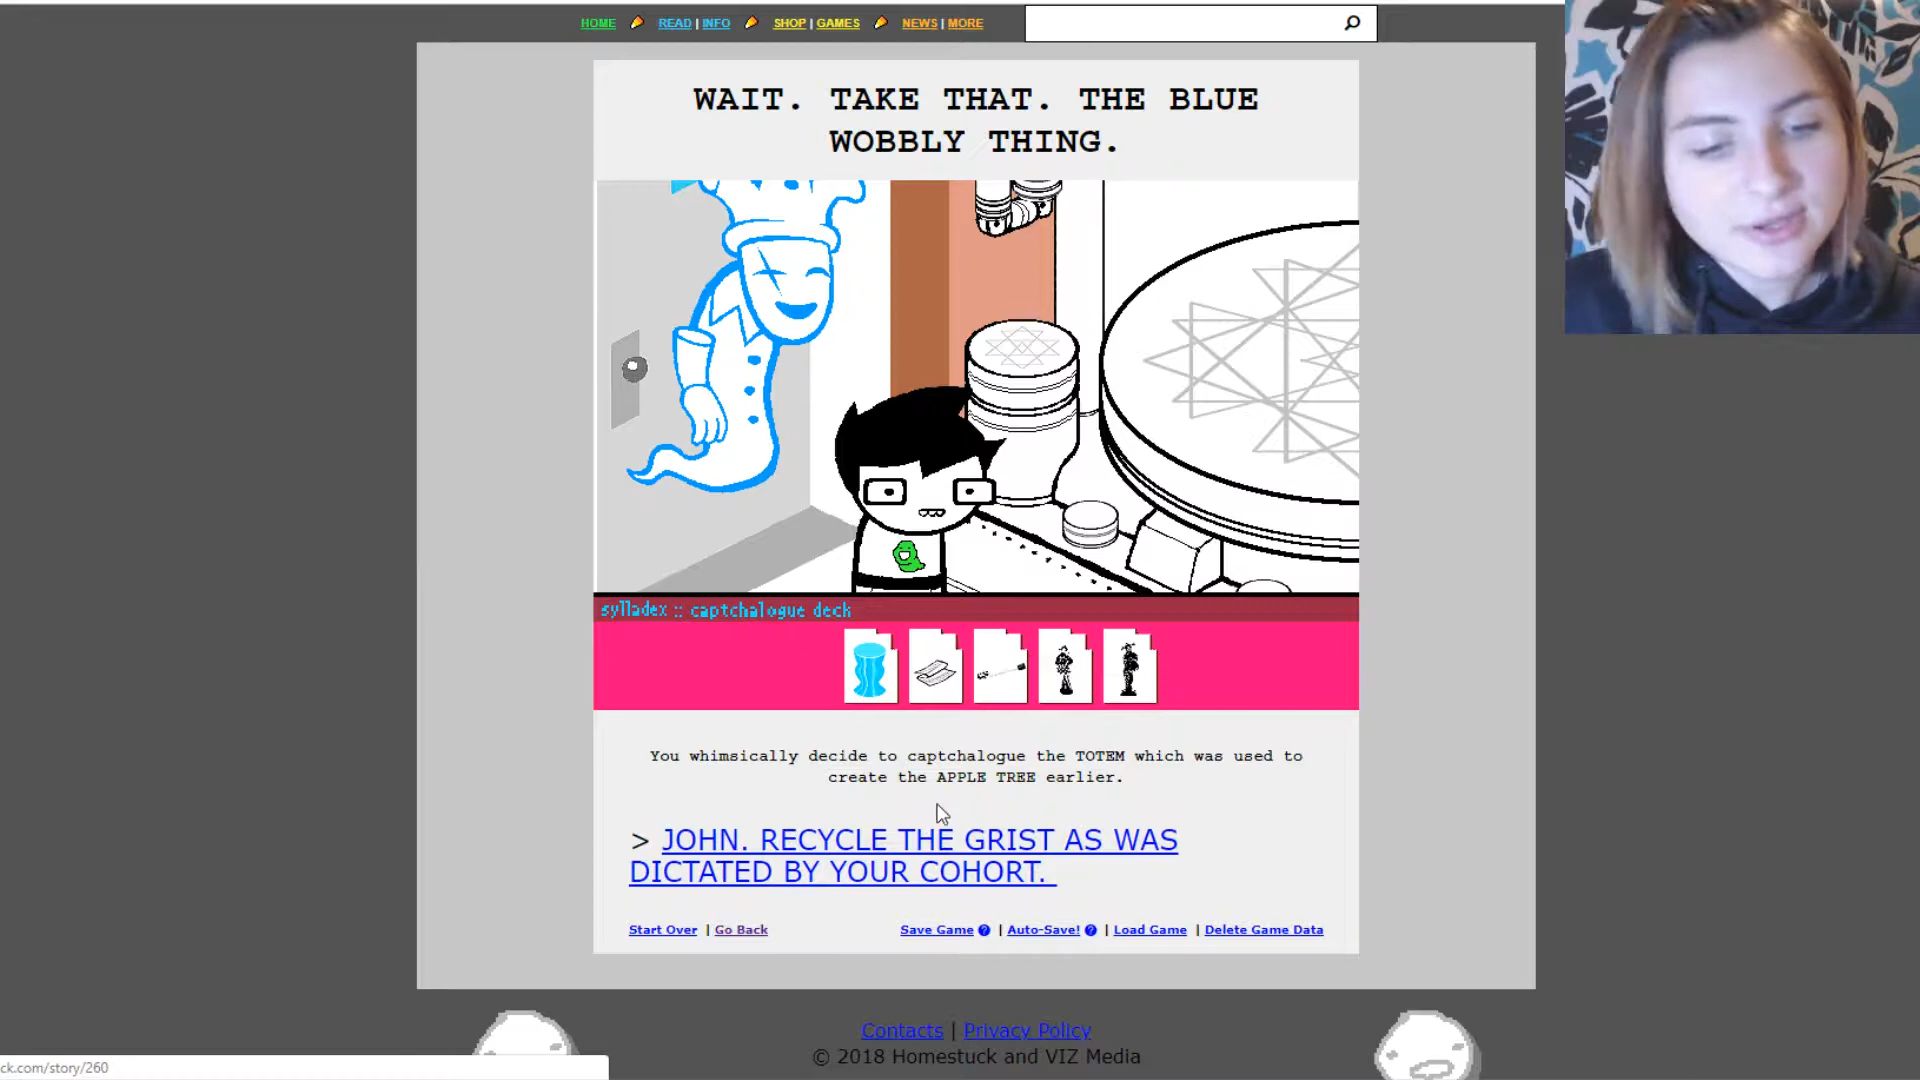 HOME READ | INFO SHOP | GAMES NEWS | MORE
WAIT. TAKE THAT. THE BLUE
WOBBLY THING.
sylladex :: captchalogue deck
You whimsically decide to captchalogue the TOTEM which was used to
create the APPLE TREE earlier.
> JOHN. RECYCLE THE GRIST AS WAS
DICTATED BY YOUR COHORT.
Start Over | Go Back Save Game ? | Auto-Save! ? | Load Game | Delete Game Data
Contacts | Privacy Policy
© 2018 Homestuck and VIZ Media
ck.com/story/260